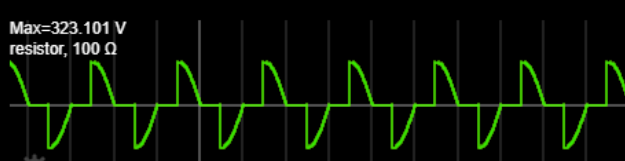 Max=323.101 V
resistor, 100 Ω